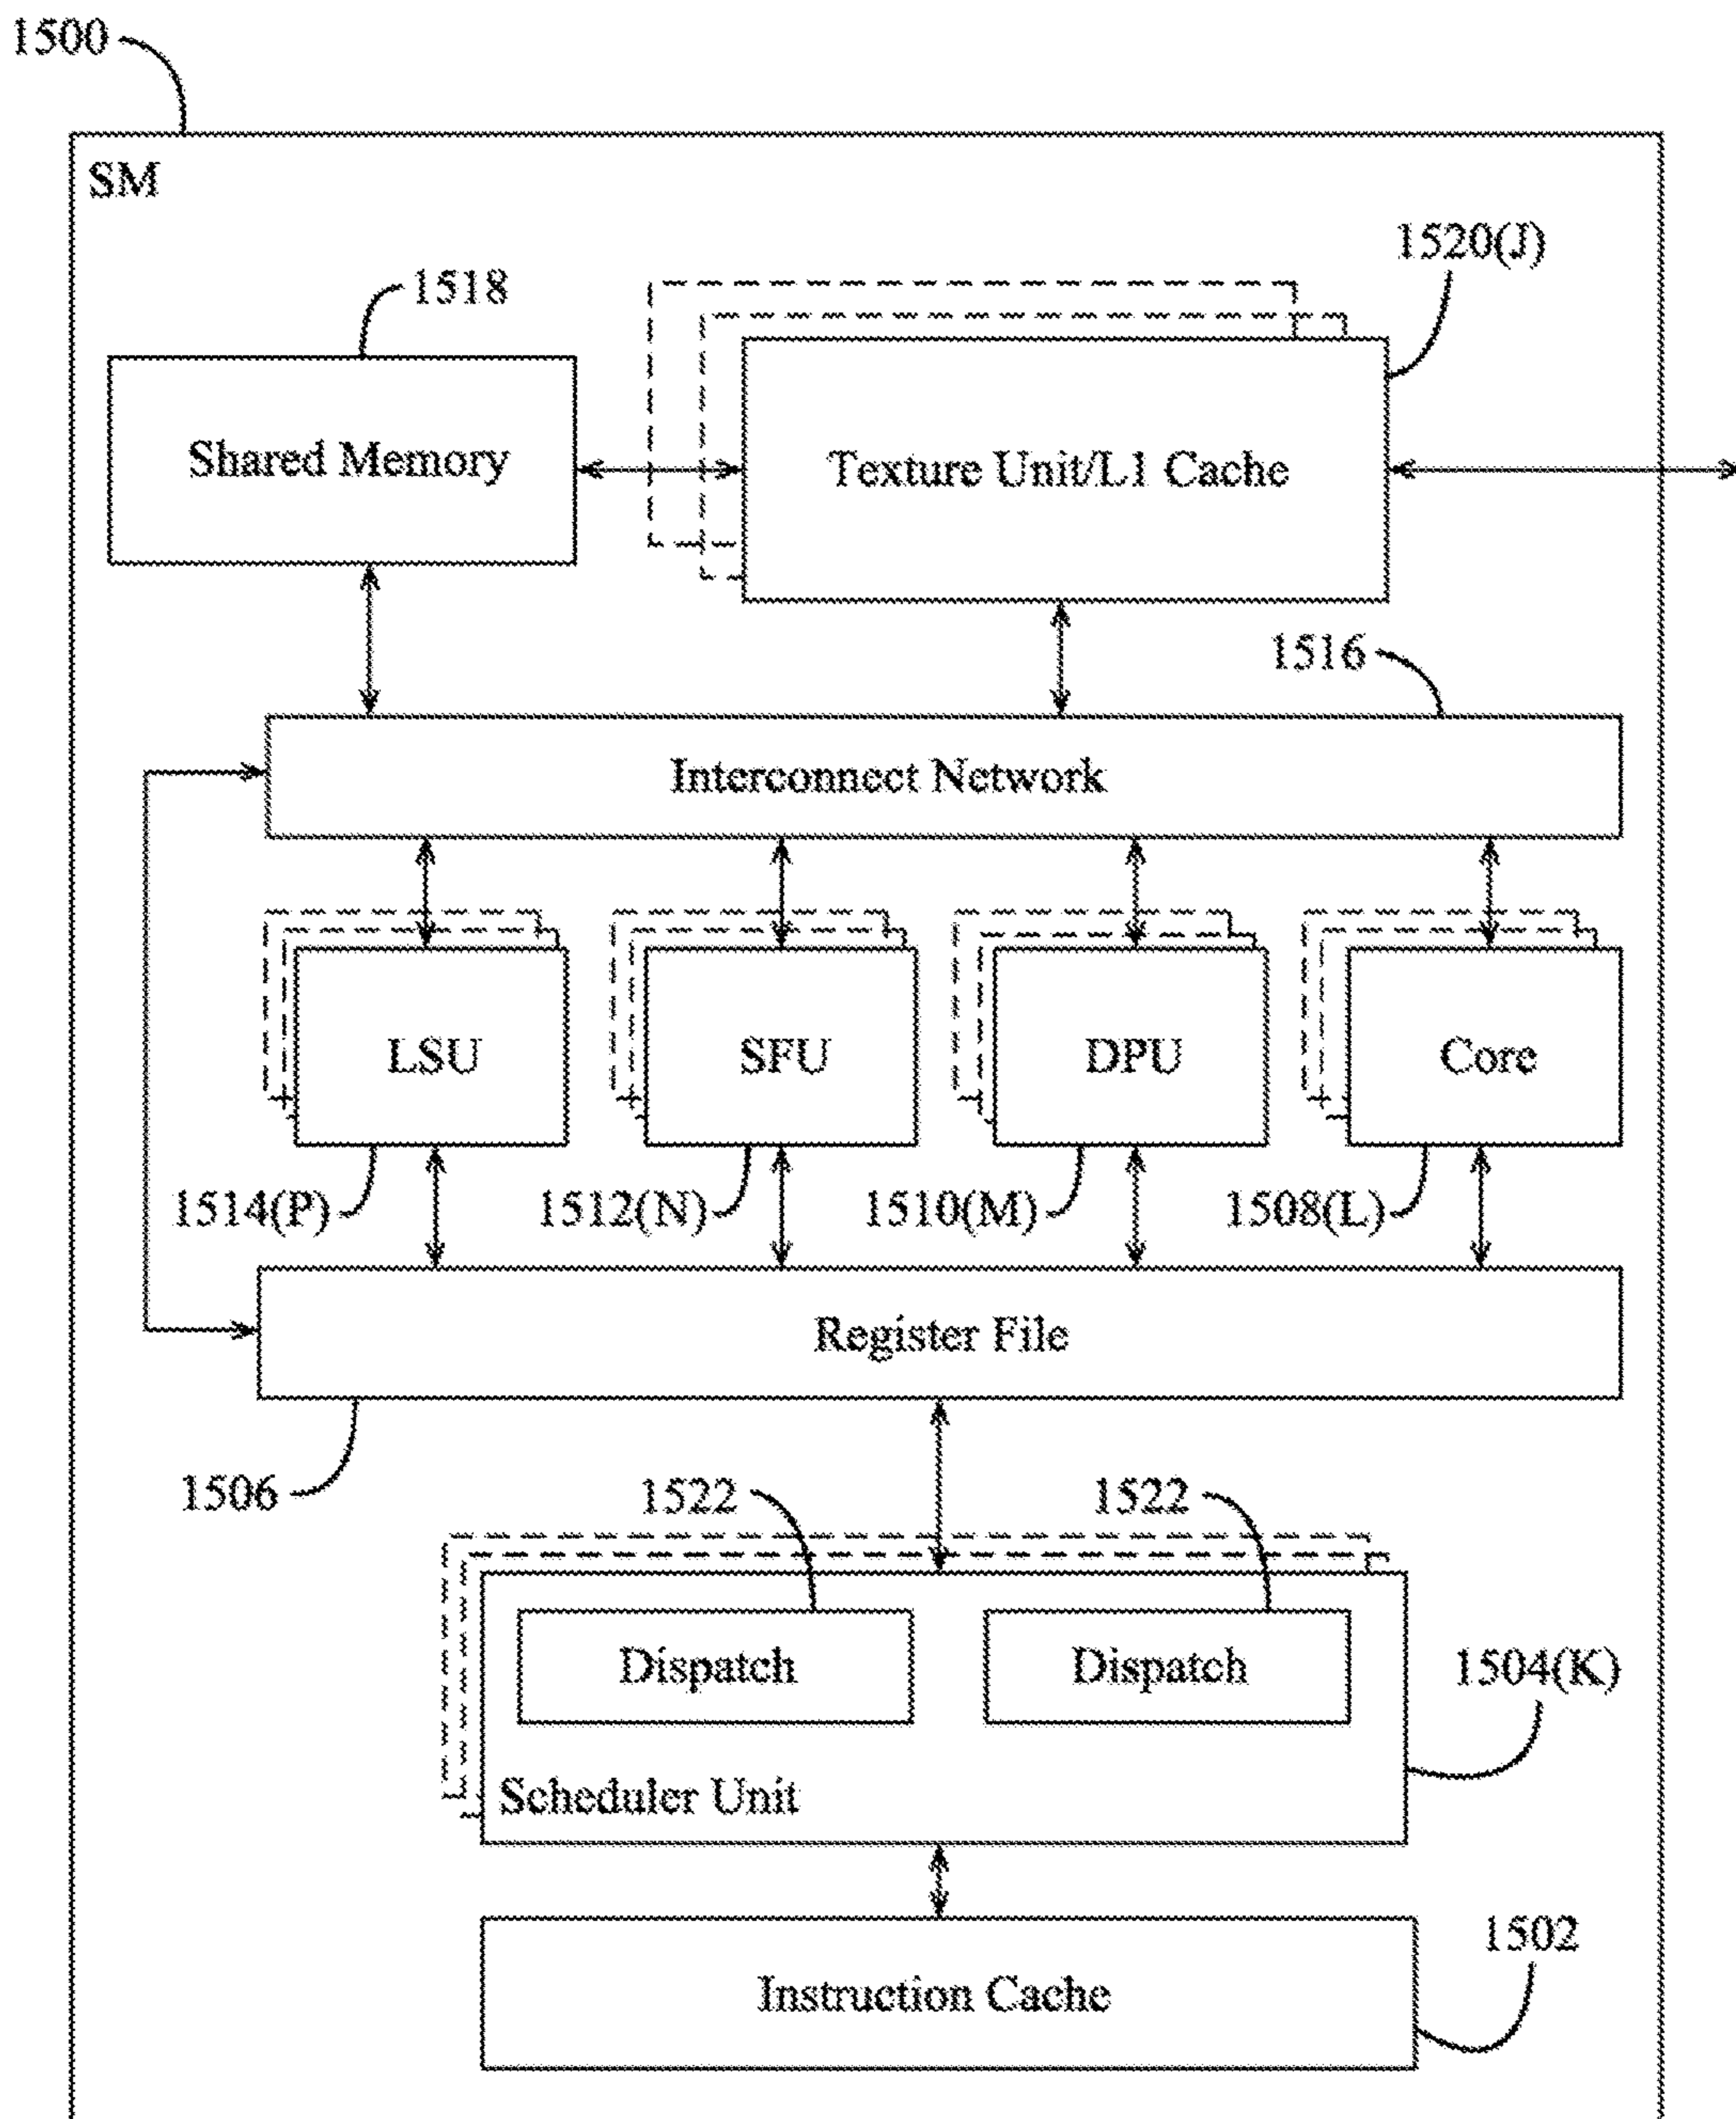 1500
SM
1520(J)
1518
Shared Memory
Texture Unit/L1 Cache
1516
Interconnect Network
LSU
SFU
DPU
Core
1514(P)
1512(N)
1510(M)
1508(L)
Register File
1506
1522
1522
Dispatch
Dispatch
1504(K)
Scheduler Unit
1502
Instruction Cache